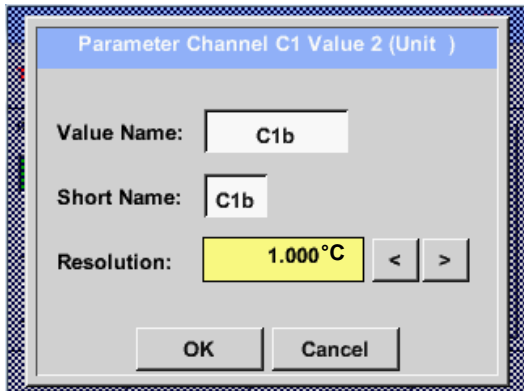 Parameter Channel C1 Value 2 (Unit )
Value Name: C1b
Short Name: C1b
Resolution: 1.000°C < >
OK Cancel